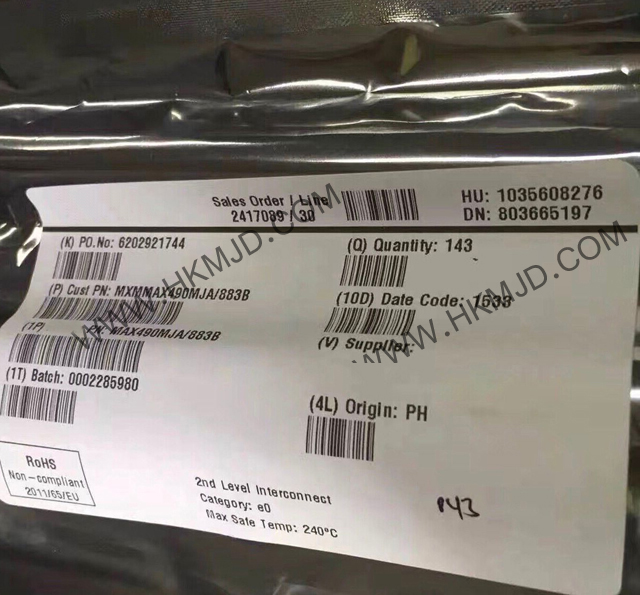 Sales Order / Line
2417089 / 30
HU: 1035608276
DN: 803665197
(K) PO.No: 6202921744
(Q) Quantity: 143
(P) Cust PN: MXMMAX490MJA/883B
(10D) Date Code: 1533
(1P) PN: MAX490MJA/883B
(V) Supplier:
(1T) Batch: 0002285980
(4L) Origin: PH
RoHS
Non-compliant
2011/65/EU
2nd Level Interconnect
Category: e0
Max Safe Temp: 240°C
143
WWW.HKMJD.COM
WWW.HKMJD.COM